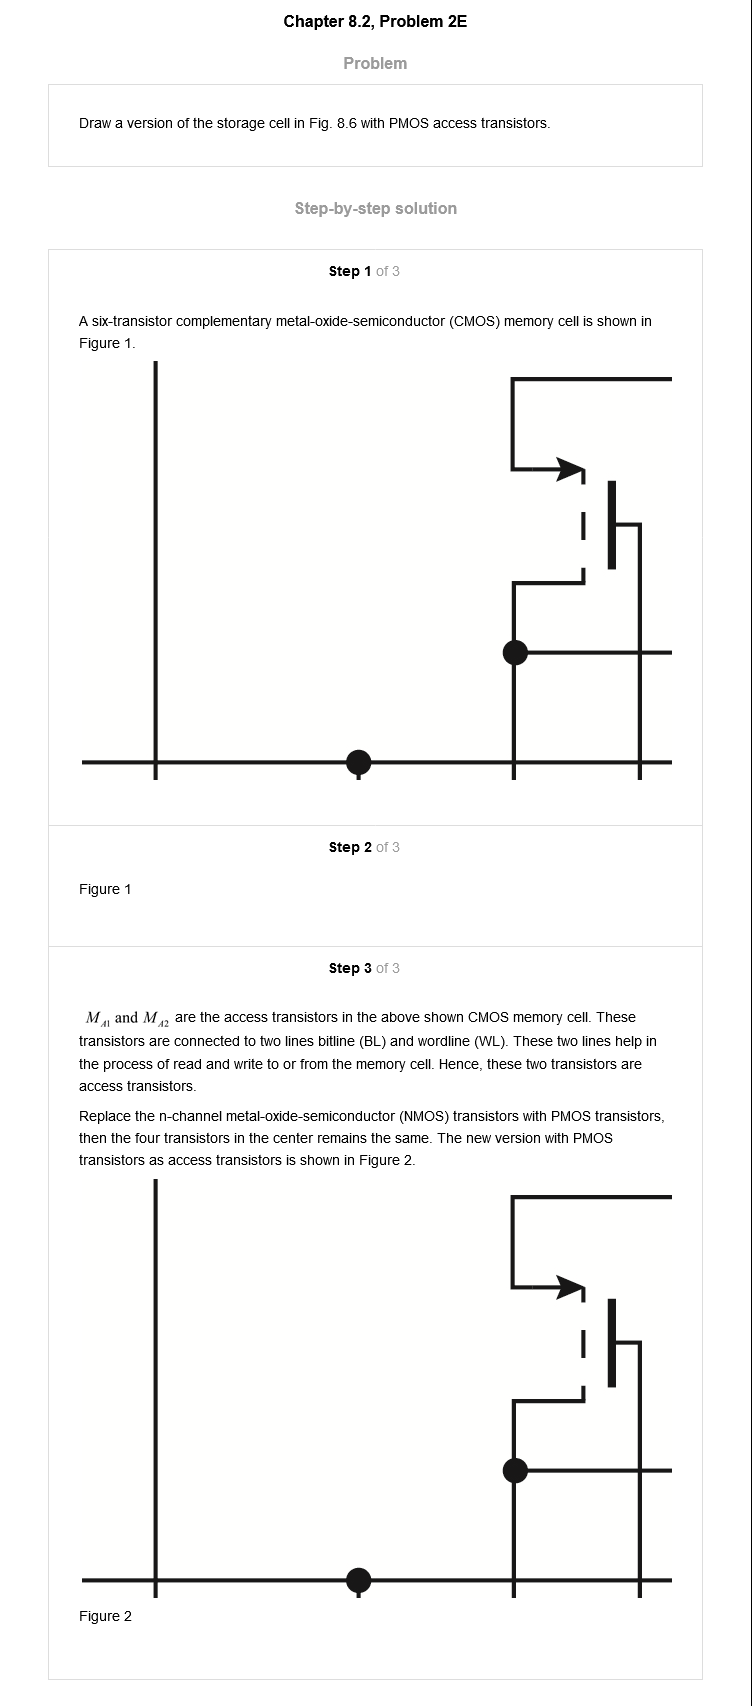 Chapter 8.2, Problem 2E
Problem
Draw a version of the storage cell in Fig. 8.6 with PMOS access transistors.
Step-by-step solution
Step 1 of 3
A six-transistor complementary metal-oxide-semiconductor (CMOS) memory cell is shown in
Figure 1.
Step 2 of 3
Figure 1
Step 3 of 3
M_A1 and M_A2 are the access transistors in the above shown CMOS memory cell. These
transistors are connected to two lines bitline (BL) and wordline (WL). These two lines help in
the process of read and write to or from the memory cell. Hence, these two transistors are
access transistors.
Replace the n-channel metal-oxide-semiconductor (NMOS) transistors with PMOS transistors,
then the four transistors in the center remains the same. The new version with PMOS
transistors as access transistors is shown in Figure 2.
Figure 2